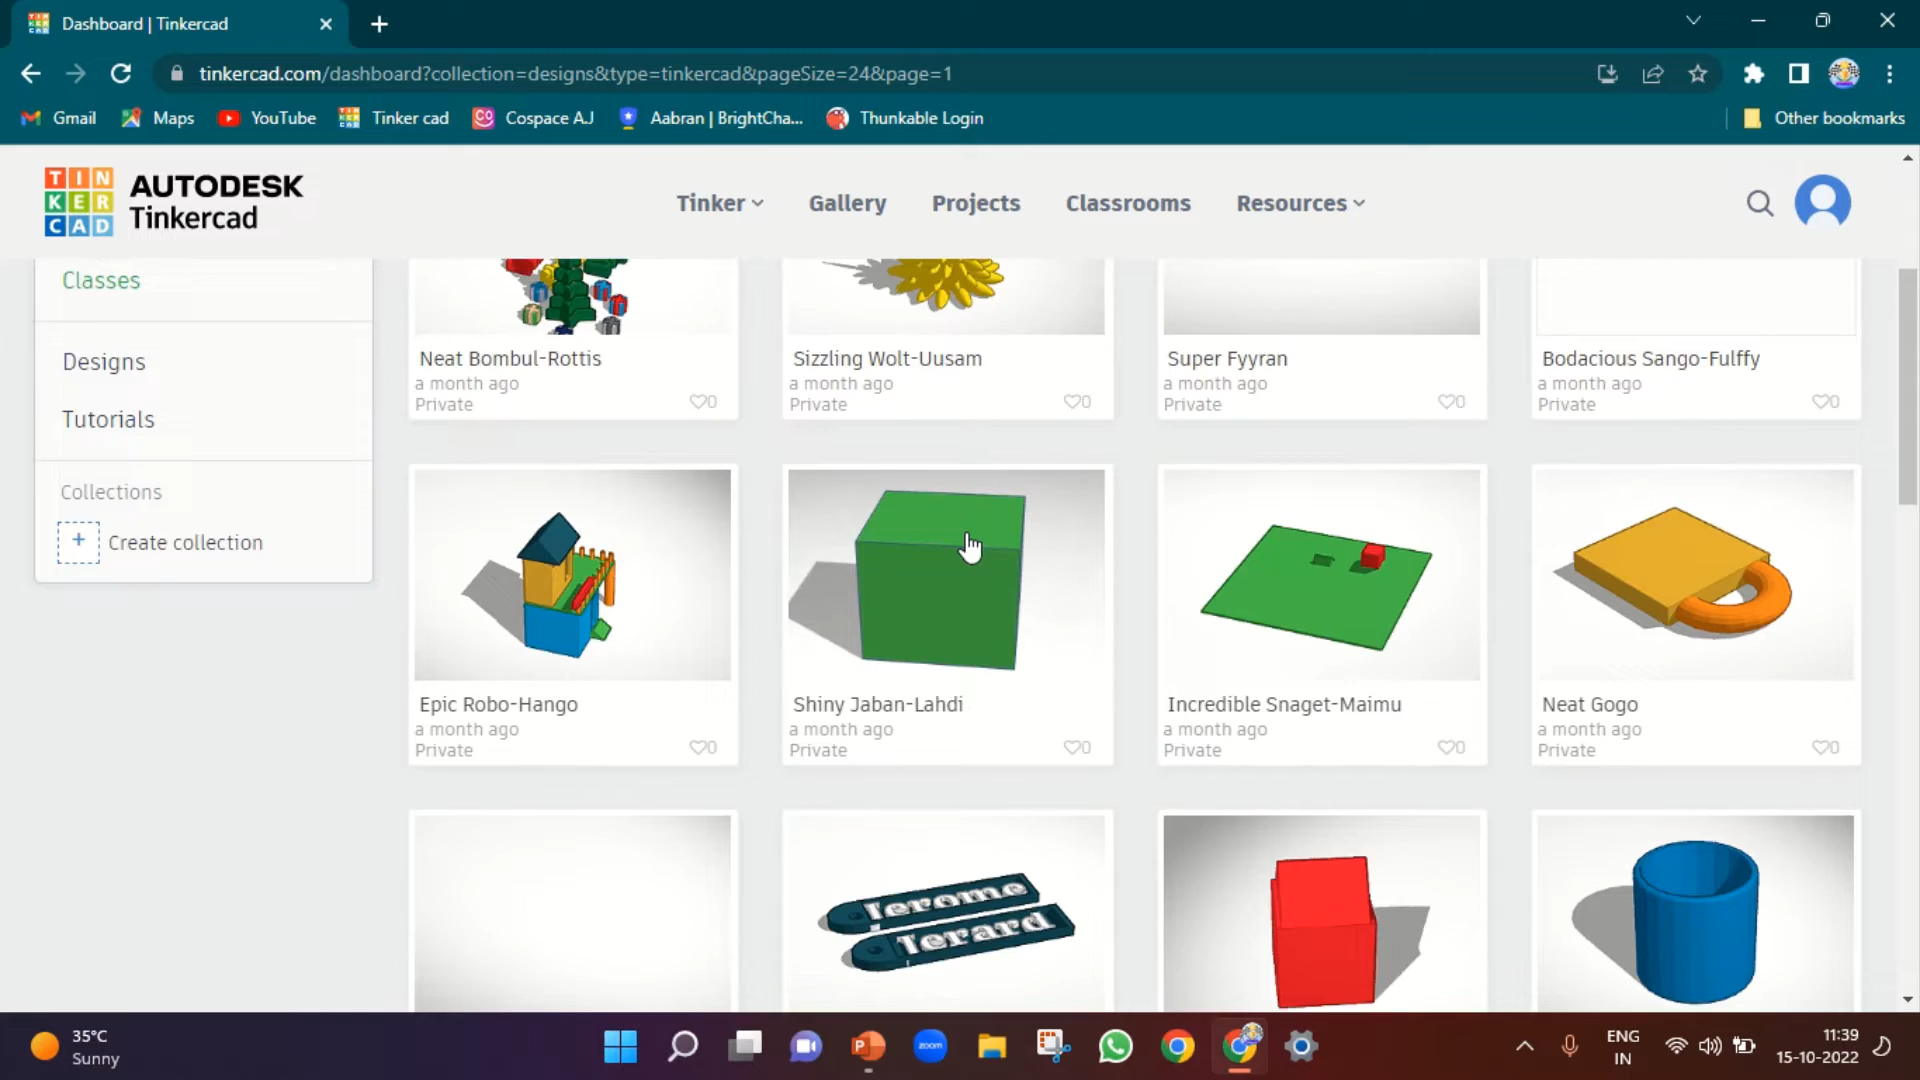 Dashboard | Tinkercad
tinkercad.com/dashboard?collection=designs&type=tinkercad&pageSize=24&page=1
Gmail Maps YouTube Tinker cad Cospace AJ Aabran | BrightCha... Thunkable Login Other bookmarks
TIN
KER
CAD
AUTODESK
Tinkercad
Tinker Gallery Projects Classrooms Resources
Classes
Designs
Tutorials
Collections
+ Create collection
Neat Bombul-Rottis
a month ago
Private 0
Sizzling Wolt-Uusam
a month ago
Private 0
Super Fyyran
a month ago
Private 0
Bodacious Sango-Fulffy
a month ago
Private 0
Epic Robo-Hango
a month ago
Private 0
Shiny Jaban-Lahdi
a month ago
Private 0
Incredible Snaget-Maimu
a month ago
Private 0
Neat Gogo
a month ago
Private 0
Jerome
Jerard
35°C
Sunny
zoom
ENG
IN
11:39
15-10-2022